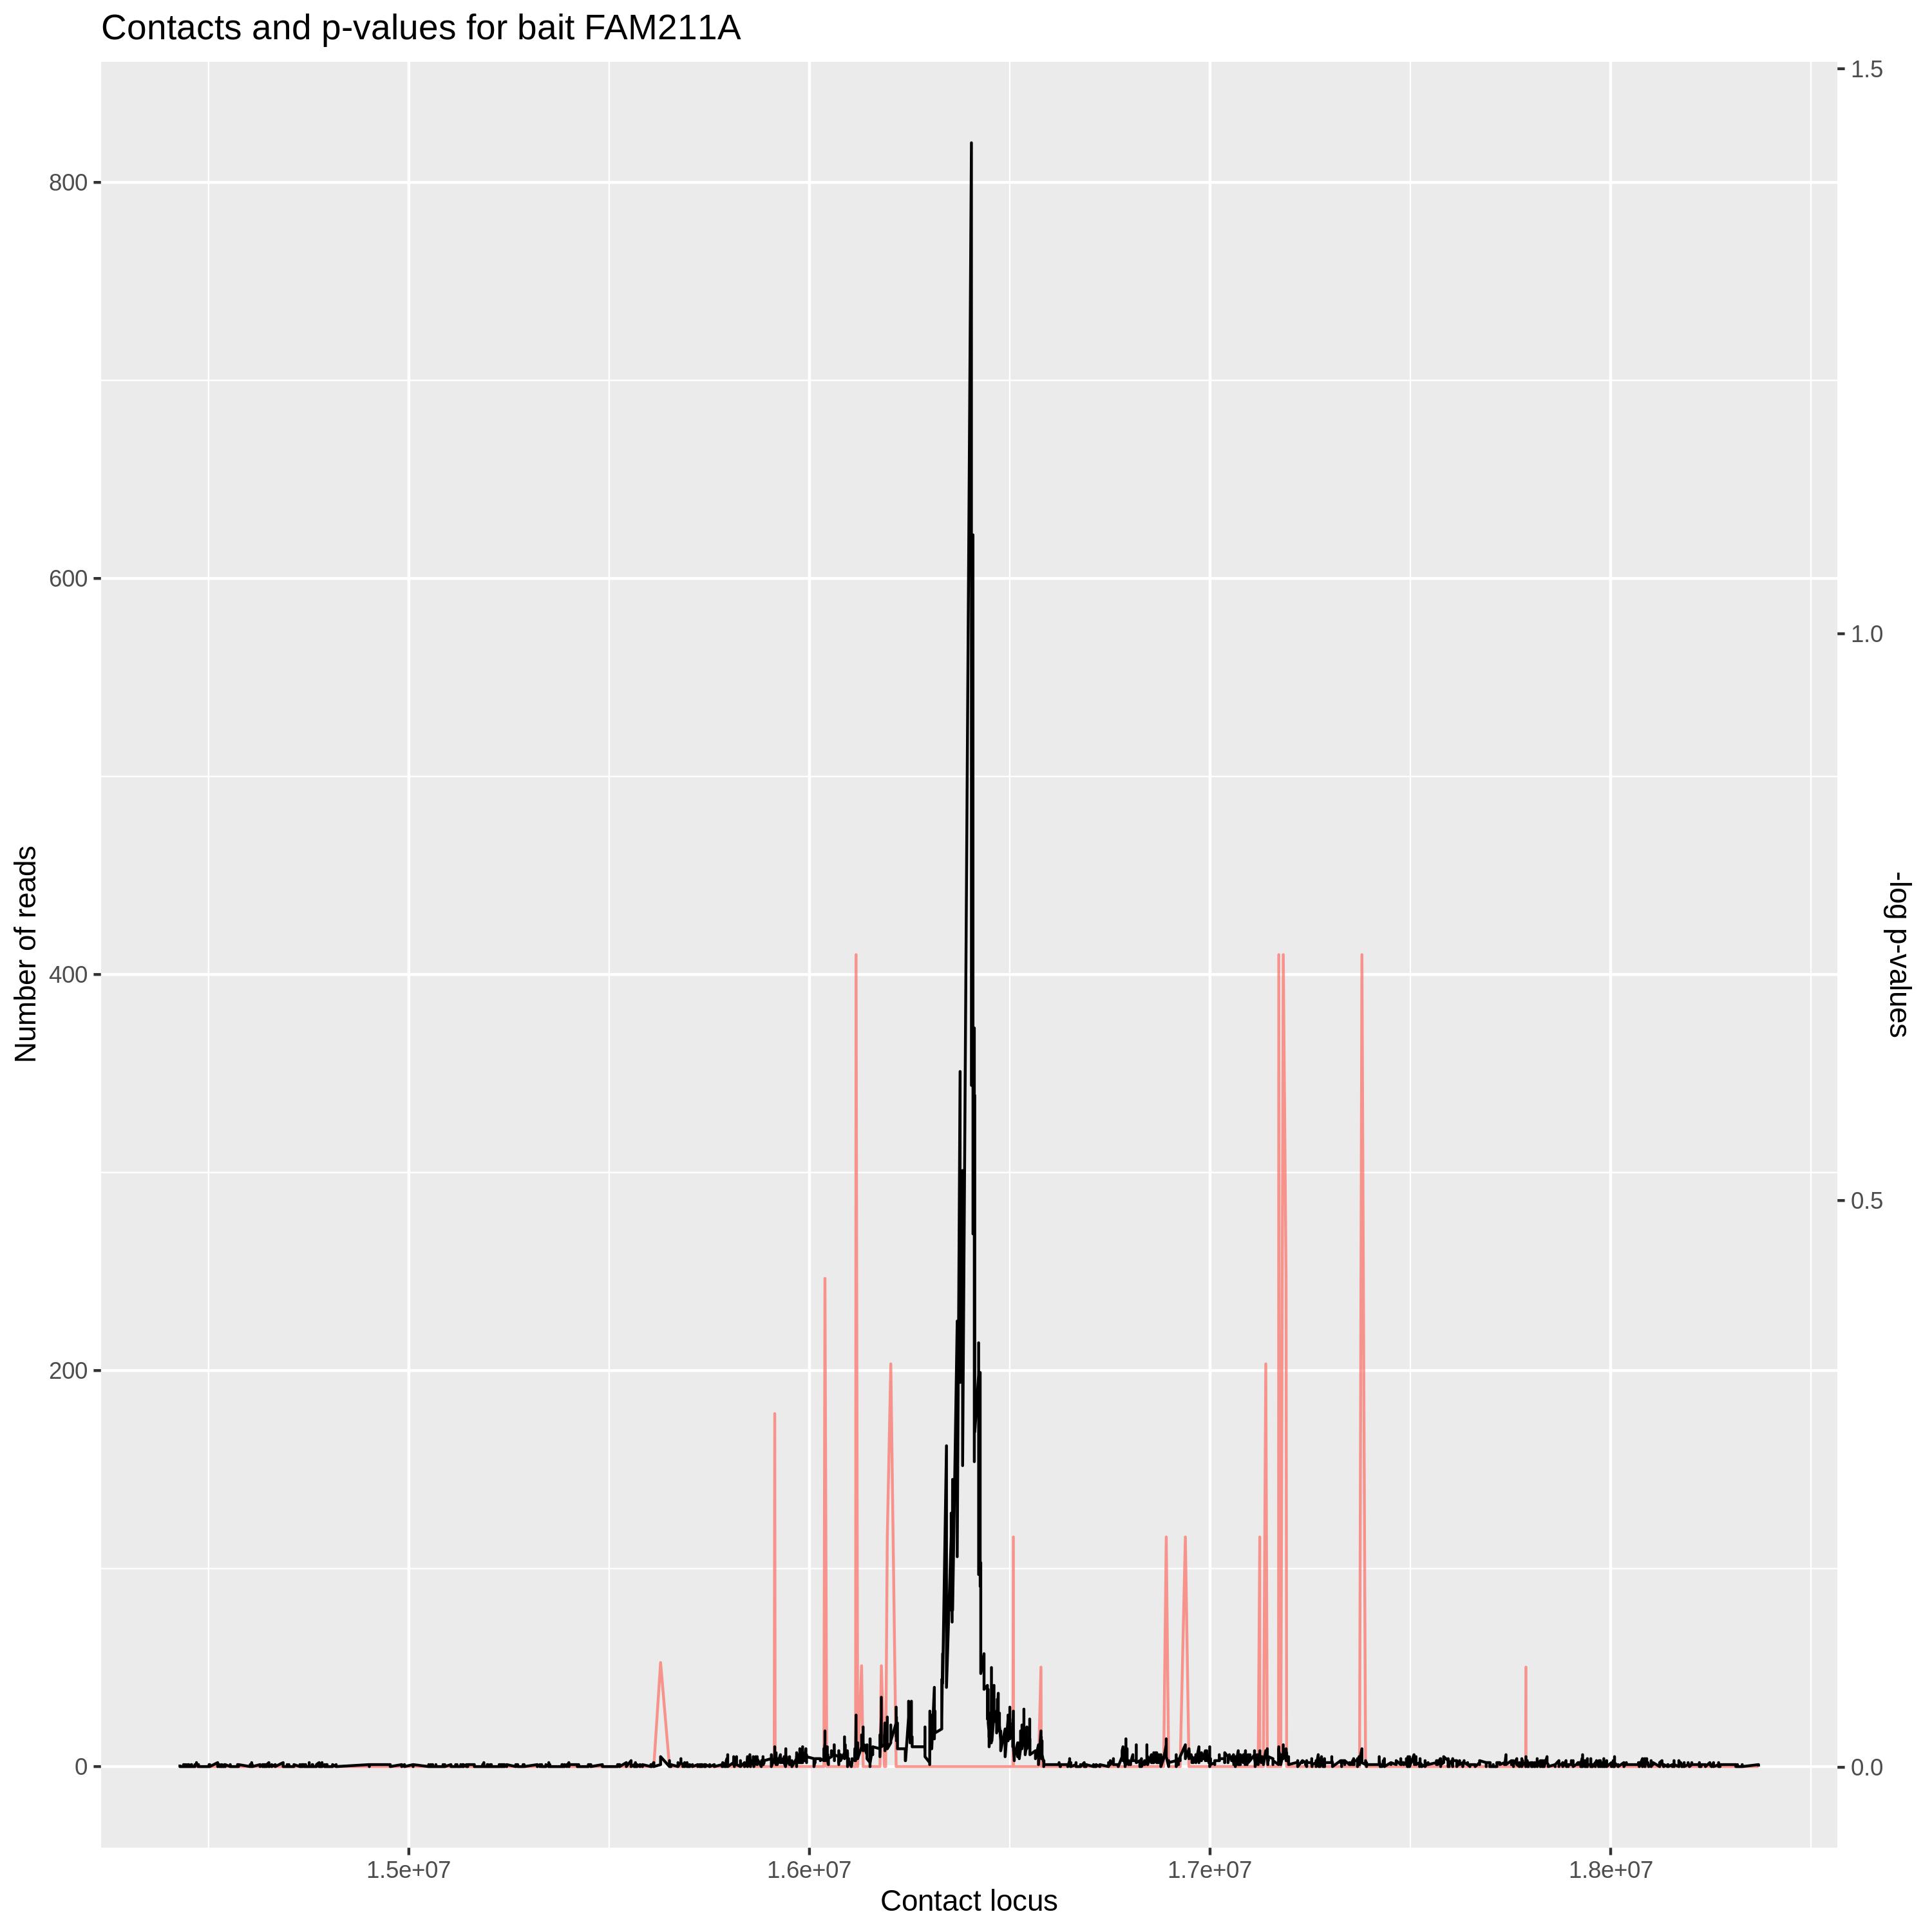 Contacts and p-values for bait FAM211A
Number of reads
800
600
400
200
0
1.5
1.0
0.5
0.0
-log p-values
1.5e+07
1.6e+07
1.7e+07
1.8e+07
Contact locus